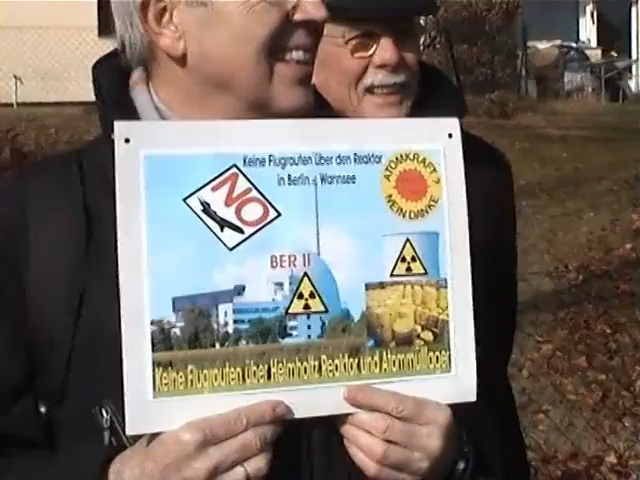 Keine Flugrouten über den Reaktor
in Berlin - Wannsee
NO
ATOMKRAFT ?
NEIN DANKE
BER II
Keine Flugrouten über Helmholtz Reaktor und Atommüllager